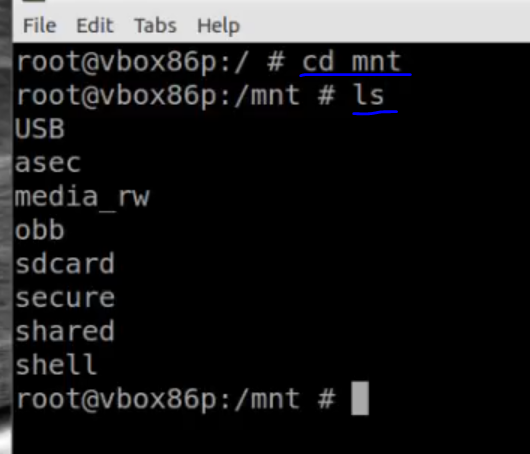 File Edit Tabs Help
root@vbox86p:/ # cd mnt
root@vbox86p:/mnt # ls
USB
asec
media_rw
obb
sdcard
secure
shared
shell
root@vbox86p:/mnt #